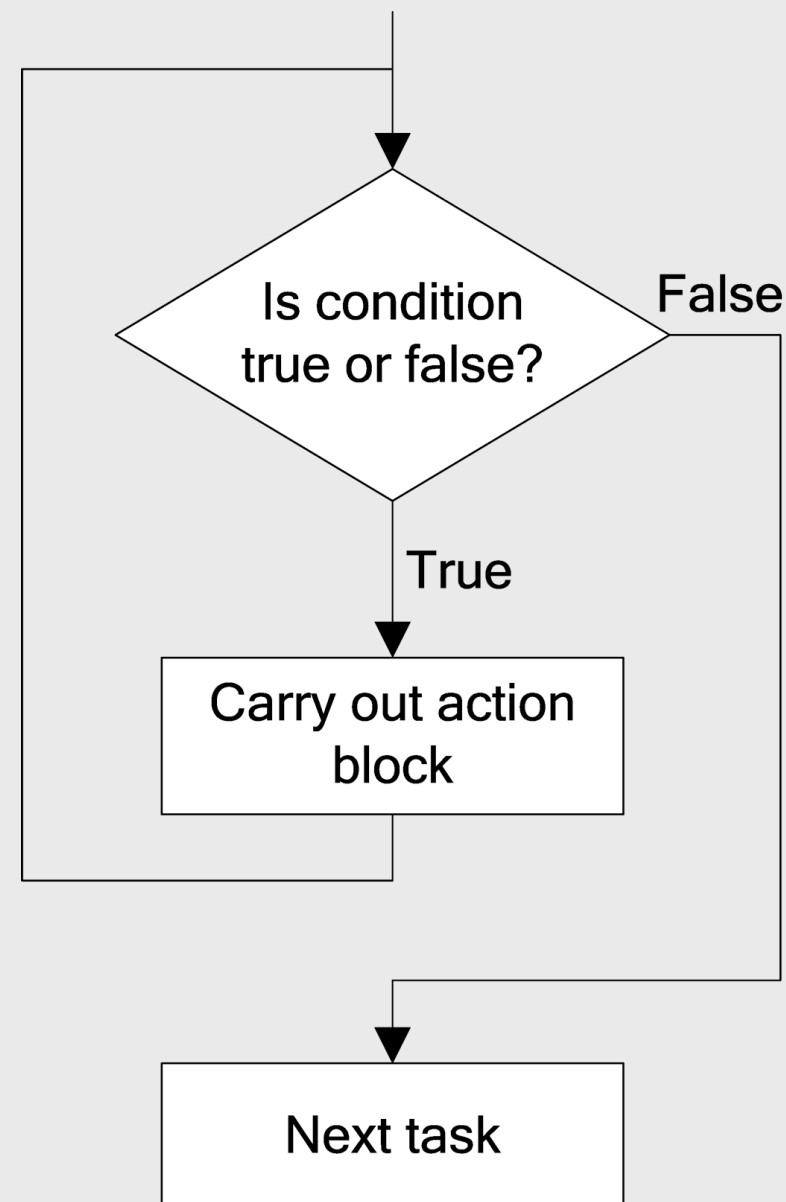 Is condition
true or false?
False
True
Carry out action
block
Next task